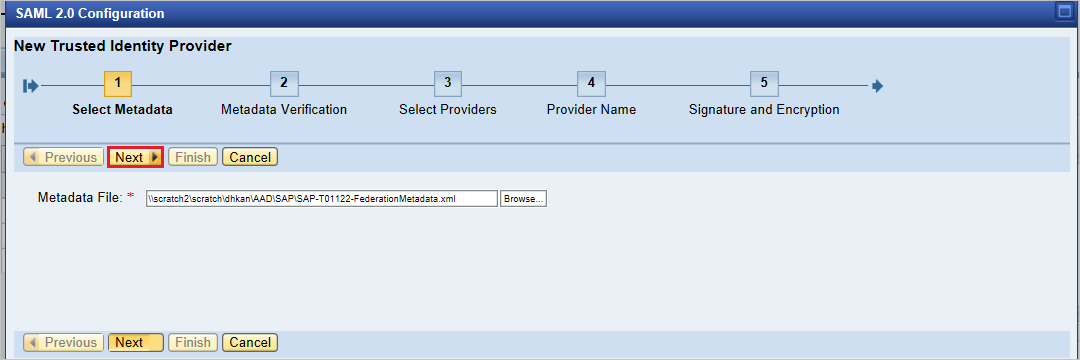 SAML 2.0 Configuration
New Trusted Identity Provider
1 2 3 4 5
Select Metadata Metadata Verification Select Providers Provider Name Signature and Encryption
Previous Next Finish Cancel
Metadata File: * \\scratch2\scratch\dhkan\AAD\SAP\SAP-T01122-FederationMetadata.xml Browse...
Previous Next Finish Cancel